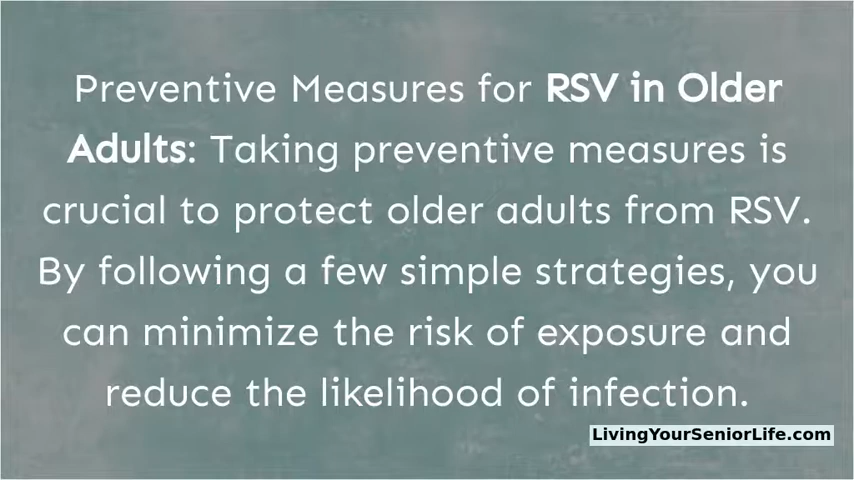 Preventive Measures for RSV in Older
Adults: Taking preventive measures is
crucial to protect older adults from RSV.
By following a few simple strategies, you
can minimize the risk of exposure and
reduce the likelihood of infection.
LivingYourSeniorLife.com